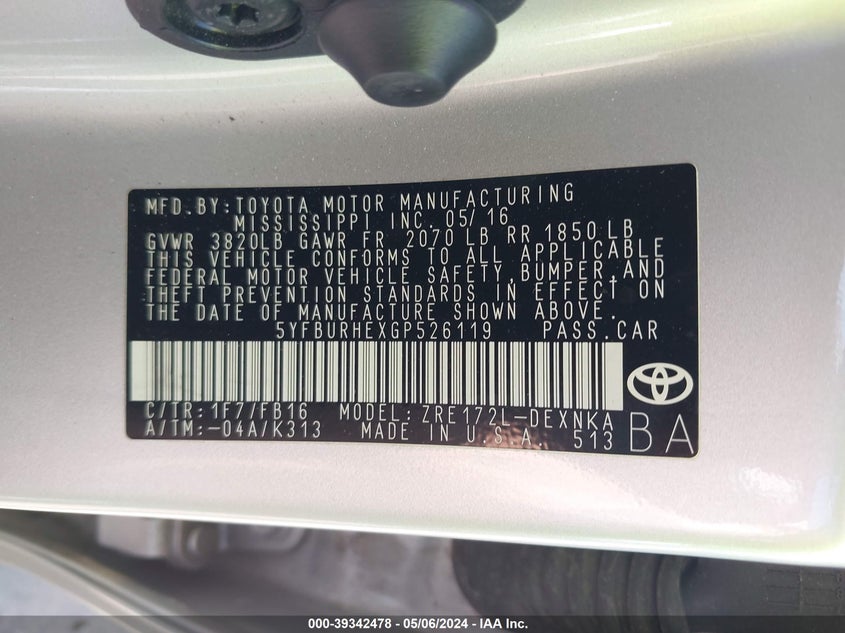 MFD. BY: TOYOTA MOTOR MANUFACTURING
MISSISSIPPI INC. 05/16
GVWR 3820LB GAWR FR 2070 LB RR 1850 LB
THIS VEHICLE CONFORMS TO ALL APPLICABLE
FEDERAL MOTOR VEHICLE SAFETY, BUMPER, AND
THEFT PREVENTION STANDARDS IN EFFECT ON
THE DATE OF MANUFACTURE SHOWN ABOVE.
5YFBURHEXGP526119 PASS. CAR
C/TR: 1F7/FB16 MODEL: ZRE172L-DEXNKA
A/TM: -04A/K313 MADE IN U.S.A. 513 BA
000-39342478 - 05/06/2024 - IAA Inc.